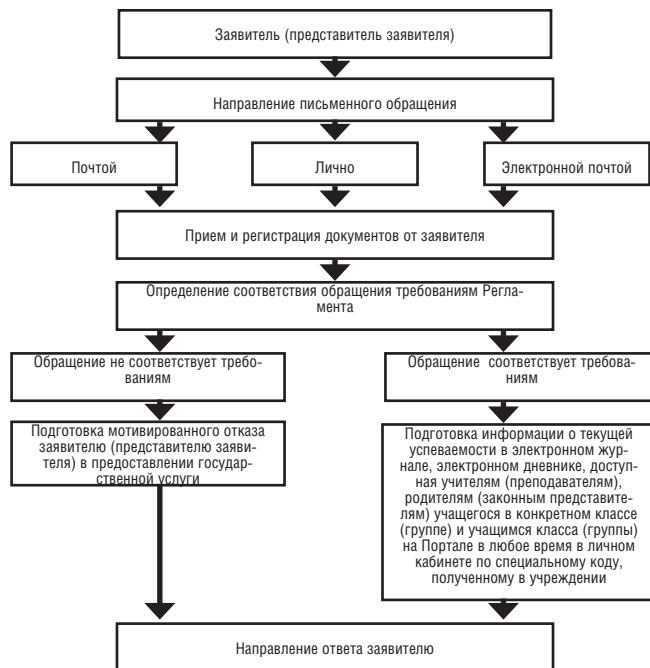 Заявитель (представитель заявителя)
Направление письменного обращения
Почтой
Лично
Электронной почтой
Прием и регистрация документов от заявителя
Определение соответствия обращения требованиям Регла-
мента
Обращение не соответствует требо-
ваниям
Обращение соответствует требова-
ниям
Подготовка мотивированного отказа
заявителю (представителю заяви-
теля) в предоставлении государ-
ственной услуги
Подготовка информации о текущей
успеваемости в электронном жур-
нале, электронном дневнике, доступ-
ная учителям (преподавателям),
родителям (законным представите-
лям) учащегося в конкретном классе
(группе) и учащимся класса (группы)
на Портале в любое время в личном
кабинете по специальному коду,
полученному в учреждении
Направление ответа заявителю